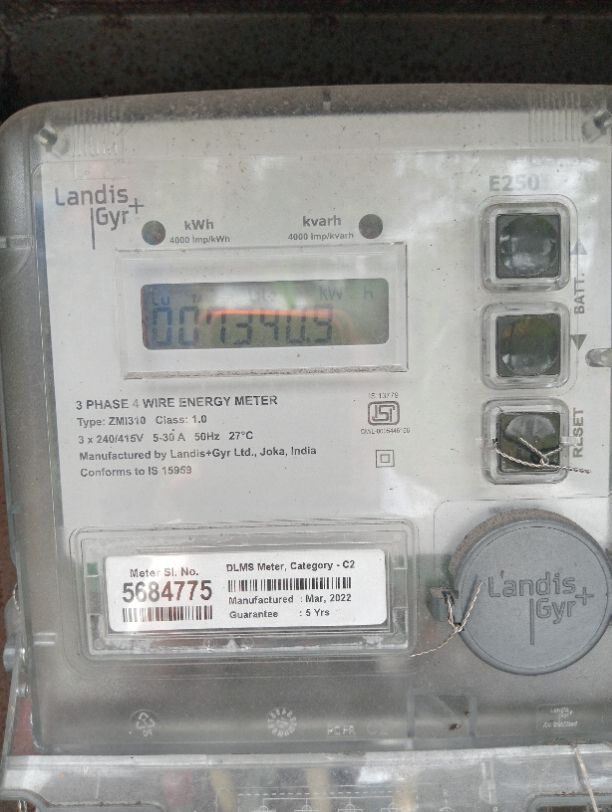 E250
Landis
Gyr+
kWh
4000 Imp/kWh
kvarh
4000 Imp/kvarh
kW H
007340.3
BATT.
RESET
3 PHASE 4 WIRE ENERGY METER
Type: ZMI310 Class: 1.0
3 x 240/415V 5-30 A 50Hz 27°C
Manufactured by Landis+Gyr Ltd., Joka, India
Conforms to IS 15959
IS 13779
ISI
Meter Sl. No.
5684775
DLMS Meter, Category - C2
Manufactured : Mar, 2022
Guarantee : 5 Yrs
Landis
Gyr+